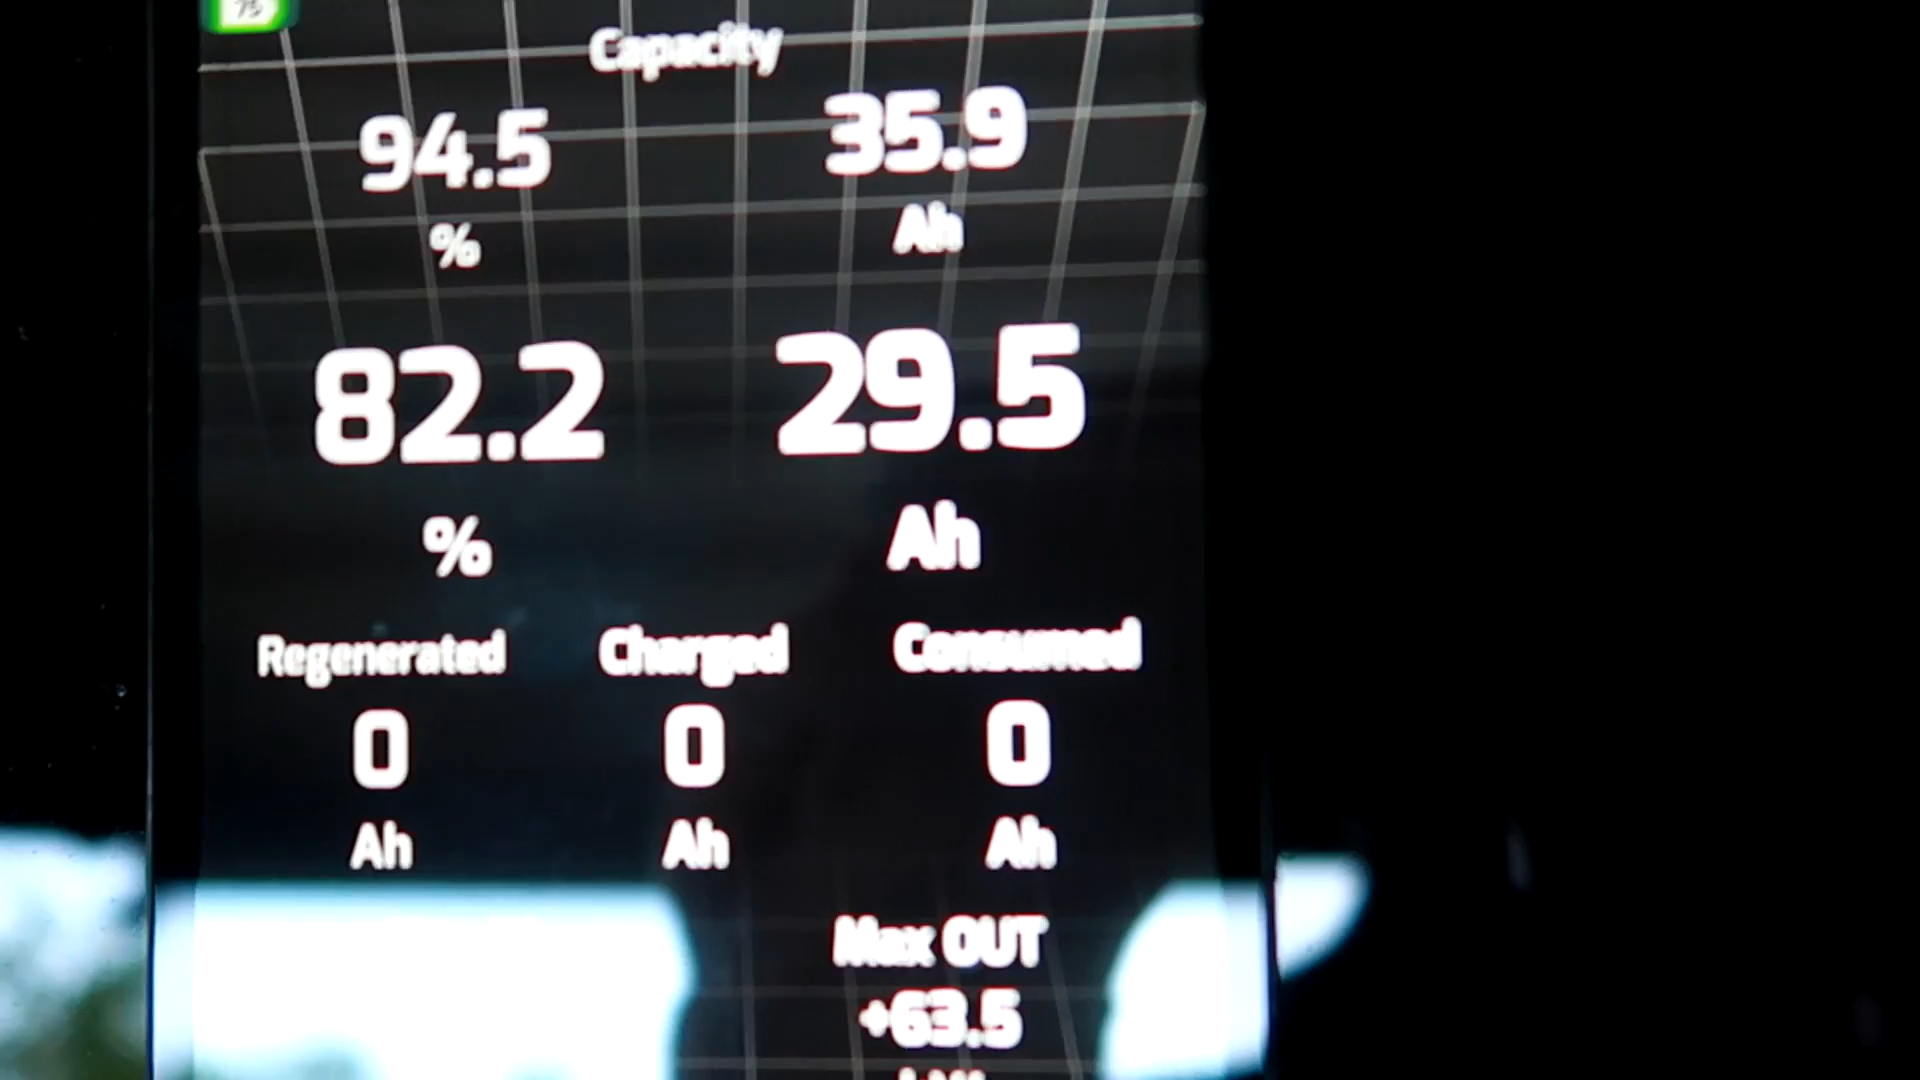 75
Capacity
94.5 35.9
% Ah
82.2 29.5
% Ah
Regenerated Charged Consumed
0 0 0
Ah Ah Ah
Max OUT
+63.5